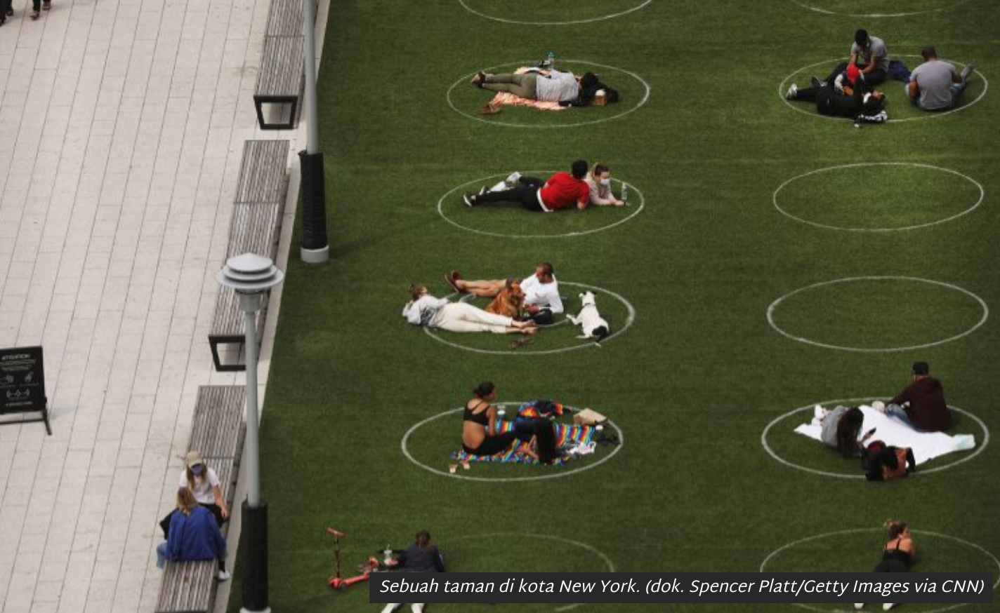 ATTENTION
Sebuah taman di kota New York. (dok. Spencer Platt/Getty Images via CNN)